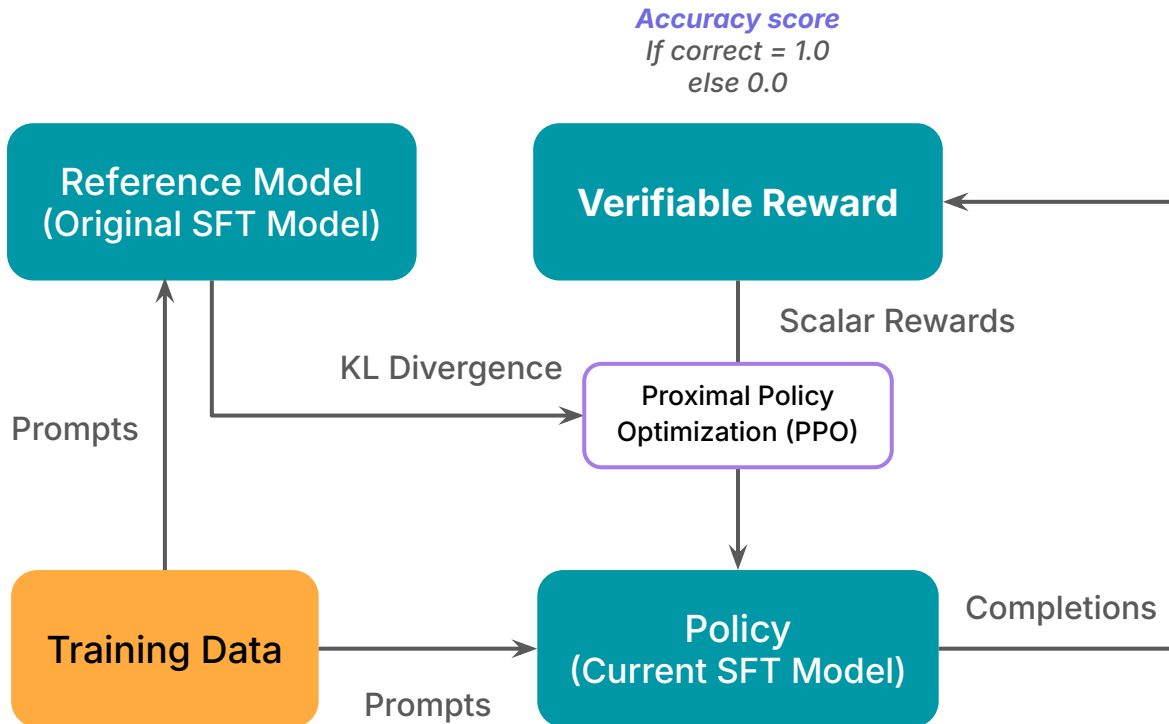 Accuracy score
If correct = 1.0
else 0.0
Reference Model
(Original SFT Model)
Verifiable Reward
Scalar Rewards
KL Divergence
Proximal Policy
Optimization (PPO)
Prompts
Training Data
Prompts
Policy
(Current SFT Model)
Completions